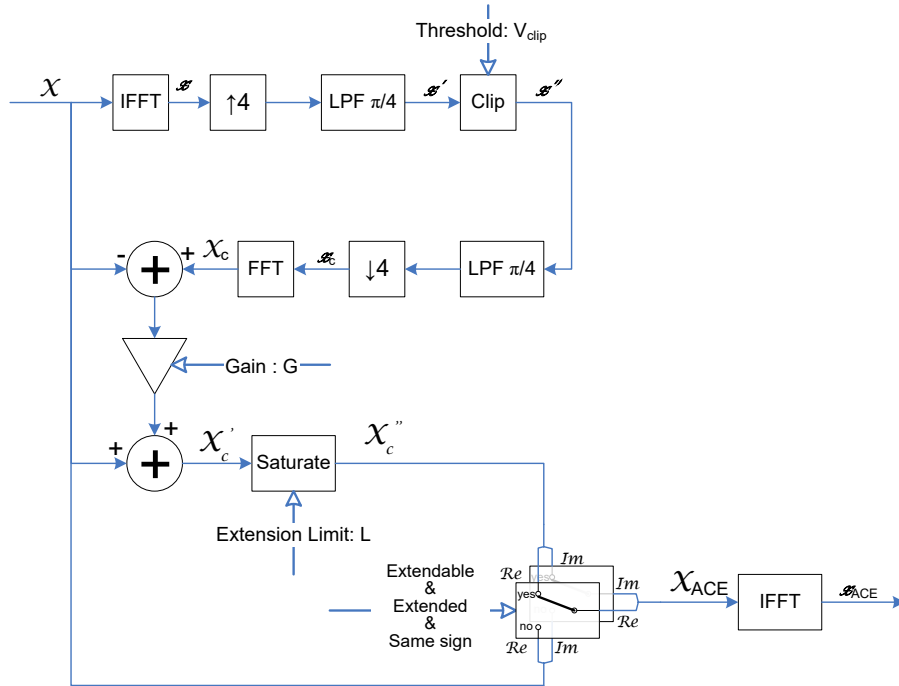 Threshold: Vclip
X
IFFT
x
↑4
LPF π/4
x'
Clip
x''
-
+
+
Xc
FFT
xc
↓4
LPF π/4
Gain : G
+
+
+
Xc'
Saturate
Xc''
Extension Limit: L
Extendable
&
Extended
&
Same sign
Re
Im
yes
yes
no
Re
Im
Im
Re
XACE
IFFT
xACE